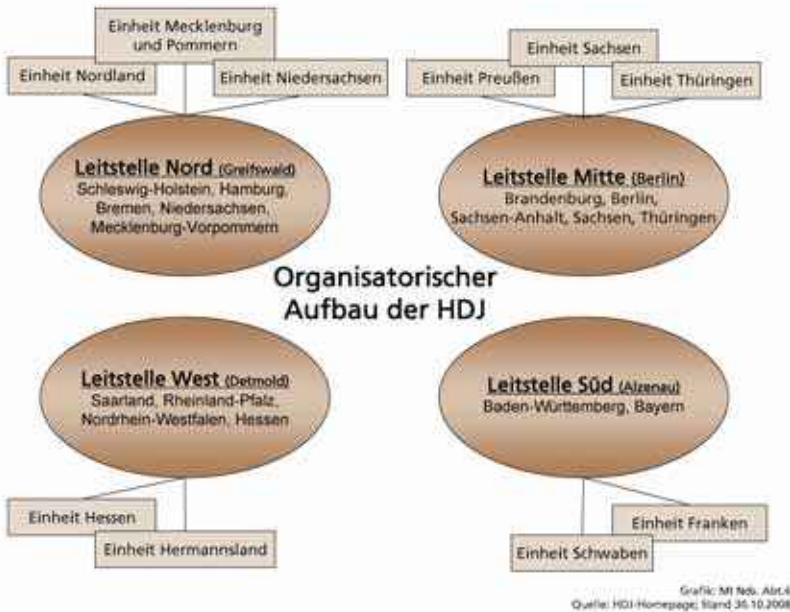 Einheit Mecklenburg
und Pommern
Einheit Nordland
Einheit Niedersachsen
Einheit Sachsen
Einheit Preußen
Einheit Thüringen
Leitstelle Nord (Greifswald)
Schleswig-Holstein, Hamburg,
Bremen, Niedersachsen,
Mecklenburg-Vorpommern
Leitstelle Mitte (Berlin)
Brandenburg, Berlin,
Sachsen-Anhalt, Sachsen, Thüringen
Organisatorischer
Aufbau der HDJ
Leitstelle West (Detmold)
Saarland, Rheinland-Pfalz,
Nordrhein-Westfalen, Hessen
Leitstelle Süd (Alzenau)
Baden-Württemberg, Bayern
Einheit Hessen
Einheit Hermannsland
Einheit Franken
Einheit Schwaben
Grafik: MI Nds. Abt.6
Quelle: HDJ-Homepage; Stand 30.10.2008